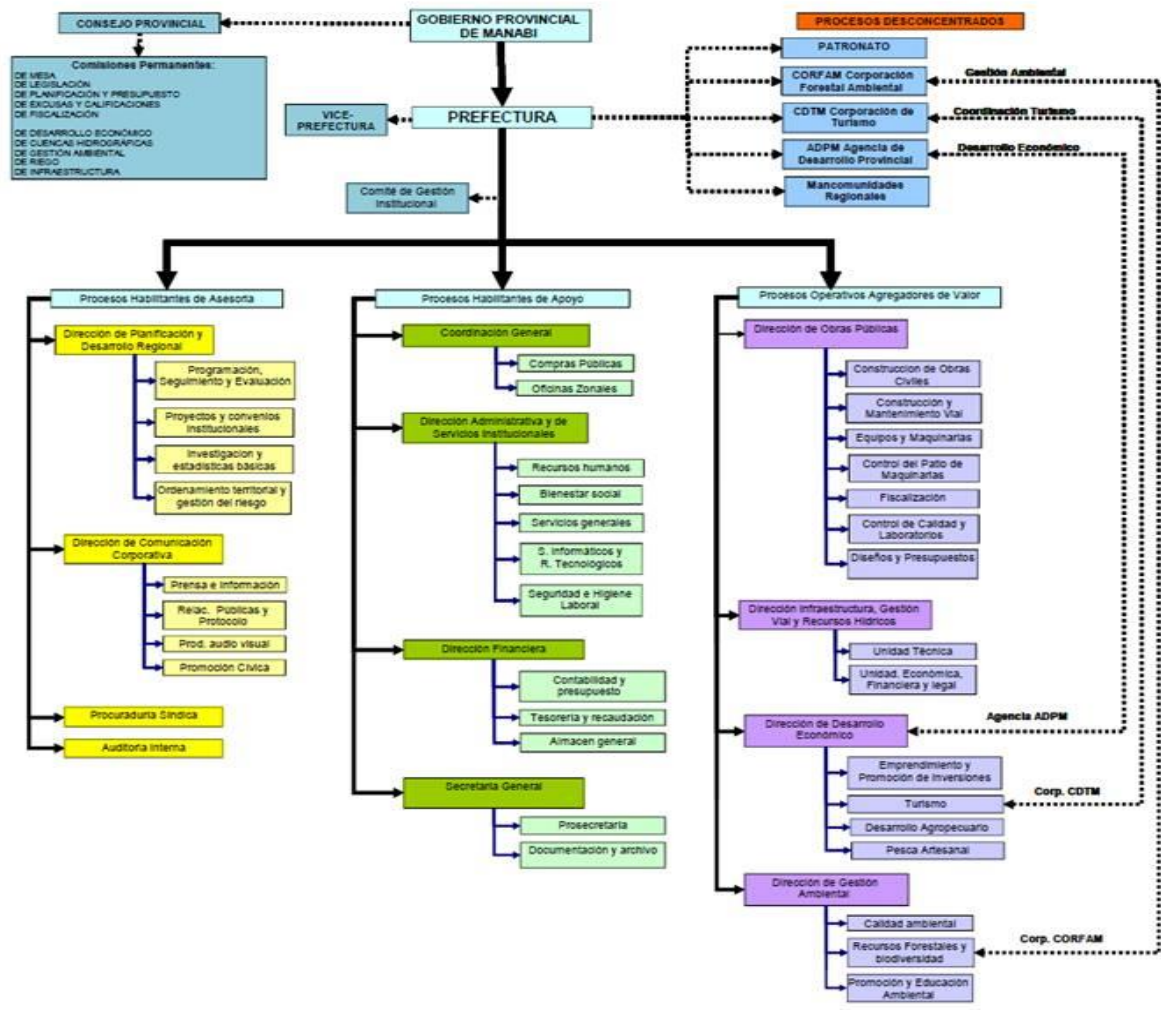 CONSEJO PROVINCIAL
GOBIERNO PROVINCIAL
DE MANABI
PROCESOS DESCONCENTRADOS
Comisiones Permanentes:
DE MESA
DE LEGISLACIÓN
DE PLANIFICACIÓN Y PRESUPUESTO
DE EXCUSAS Y CALIFICACIONES
DE FISCALIZACIÓN
DE DESARROLLO ECONÓMICO
DE CUENCAS HIDROGRÁFICAS
DE GESTIÓN AMBIENTAL
DE RIEGO
DE INFRAESTRUCTURA
VICE-
PREFECTURA
PREFECTURA
Comité de Gestión
Institucional
PATRONATO
CORFAM Corporación
Forestal Ambiental
Gestión Ambiental
CDTM Corporación de
Turismo
Coordinación Turismo
ADPM Agencia de
Desarrollo Provincial
Desarrollo Económico
Mancomunidades
Regionales
Procesos Habilitantes de Asesoría
Dirección de Planificación y
Desarrollo Regional
Programación,
Seguimiento y Evaluación
Proyectos y convenios
Institucionales
Investigacion y
estadísticas básicas
Ordenamiento territorial y
gestión del riesgo
Dirección de Comunicación
Corporativa
Prensa e Información
Relac. Públicas y
Protocolo
Prod. audio visual
Promoción Cívica
Procuraduría Síndica
Auditoría Interna
Procesos Habilitantes de Apoyo
Coordinación General
Compras Públicas
Oficinas Zonales
Dirección Administrativa y de
Servicios Institucionales
Recursos humanos
Bienestar social
Servicios generales
S. Informáticos y
R. Tecnológicos
Seguridad e Higiene
Laboral
Dirección Financiera
Contabilidad y
presupuesto
Tesorería y recaudación
Almacen general
Secretaría General
Prosecretaría
Documentación y archivo
Procesos Operativos Agregadores de Valor
Dirección de Obras Públicas
Construccion de Obras
Civiles
Construcción y
Mantenimiento Vial
Equipos y Maquinarias
Control del Patio de
Maquinarias
Fiscalización
Control de Calidad y
Laboratorios
Diseños y Presupuestos
Dirección Infraestructura, Gestión
Vial y Recursos Hídricos
Unidad Técnica
Unidad. Económica,
Financiera y legal
Dirección de Desarrollo
Económico
Agencia ADPM
Emprendimiento y
Promoción de Inversiones
Turismo
Corp. CDTM
Desarrollo Agropecuario
Pesca Artesanal
Dirección de Gestión
Ambiental
Calidad ambiental
Recursos Forestales y
biodiversidad
Corp. CORFAM
Promoción y Educación
Ambiental